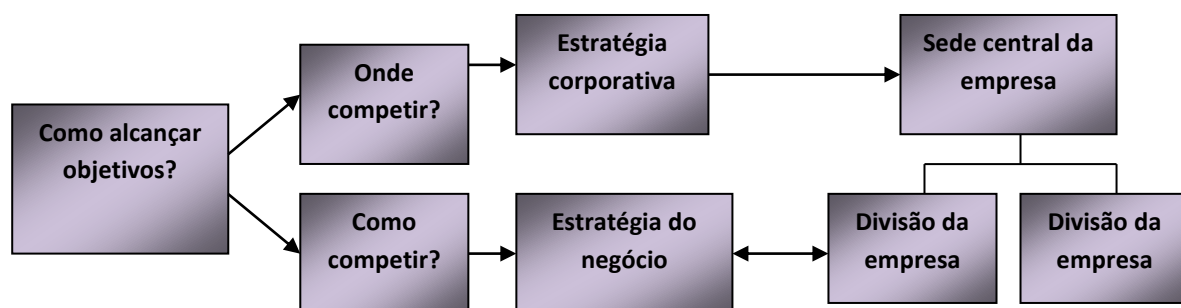 Como alcançar
objetivos?
Onde
competir?
Estratégia
corporativa
Sede central da
empresa
Como
competir?
Estratégia do
negócio
Divisão da
empresa
Divisão da
empresa